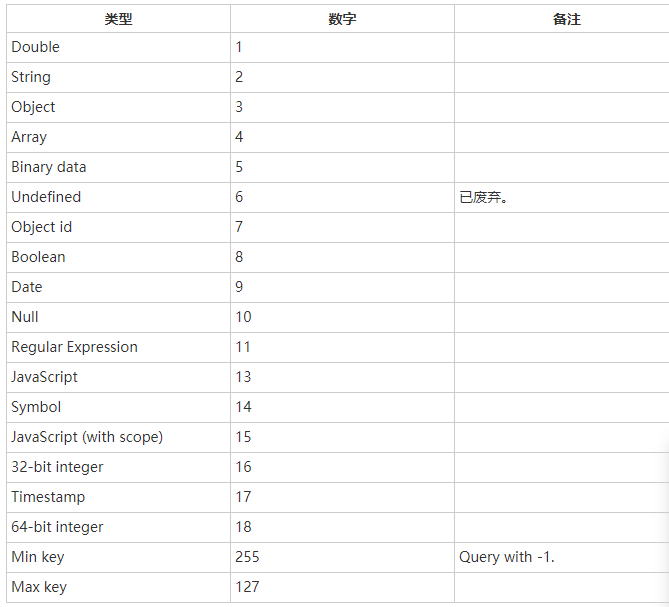 类型 数字 备注
Double 1
String 2
Object 3
Array 4
Binary data 5
Undefined 6 已废弃。
Object id 7
Boolean 8
Date 9
Null 10
Regular Expression 11
JavaScript 13
Symbol 14
JavaScript (with scope) 15
32-bit integer 16
Timestamp 17
64-bit integer 18
Min key 255 Query with -1.
Max key 127